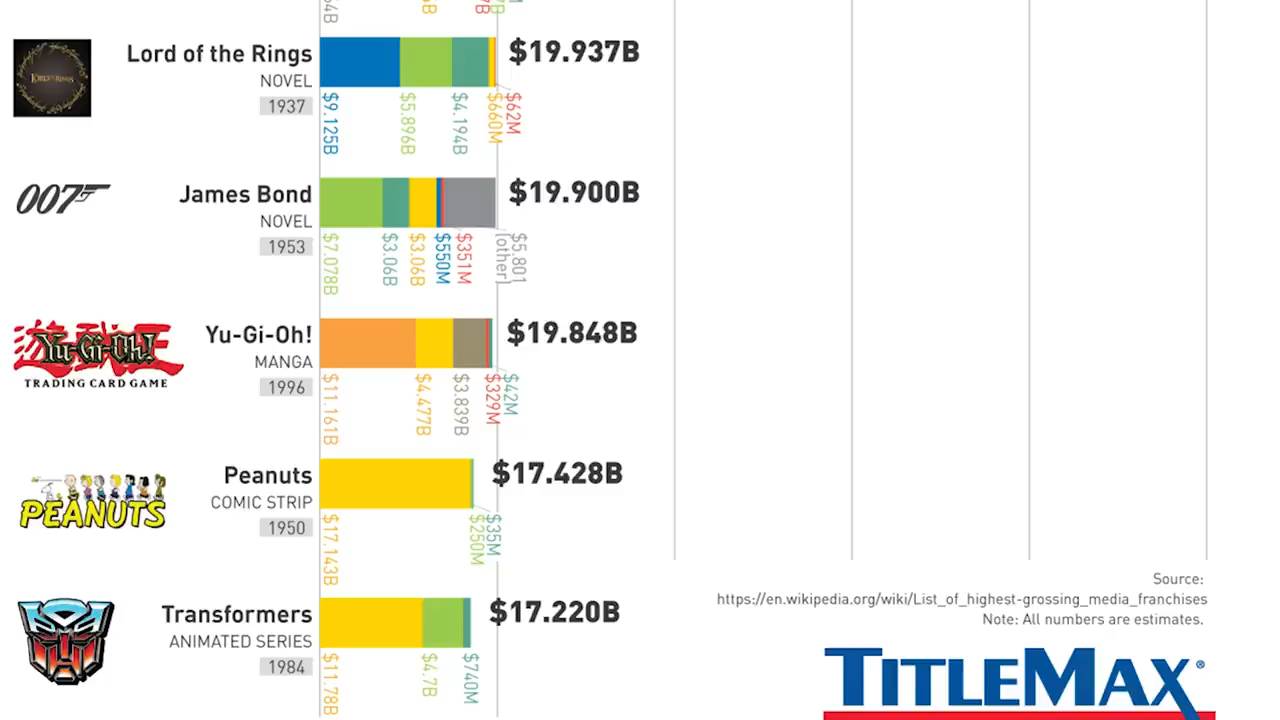 Lord of the Rings
NOVEL
1937
$19.937B
$9.125B
$5.896B
$4.194B
$660M
$62M
007
James Bond
NOVEL
1953
$19.900B
$7.078B
$3.06B
$3.06B
$550M
$351M
$5.801
(other)
Yu-Gi-Oh!
TRADING CARD GAME
Yu-Gi-Oh!
MANGA
1996
$19.848B
$11.161B
$4.477B
$3.839B
$329M
$42M
PEANUTS
Peanuts
COMIC STRIP
1950
$17.428B
$17.143B
$250M
$35M
Transformers
ANIMATED SERIES
1984
$17.220B
$11.78B
$4.7B
$740M
Source:
https://en.wikipedia.org/wiki/List_of_highest-grossing_media_franchises
Note: All numbers are estimates.
TITLEMAX®